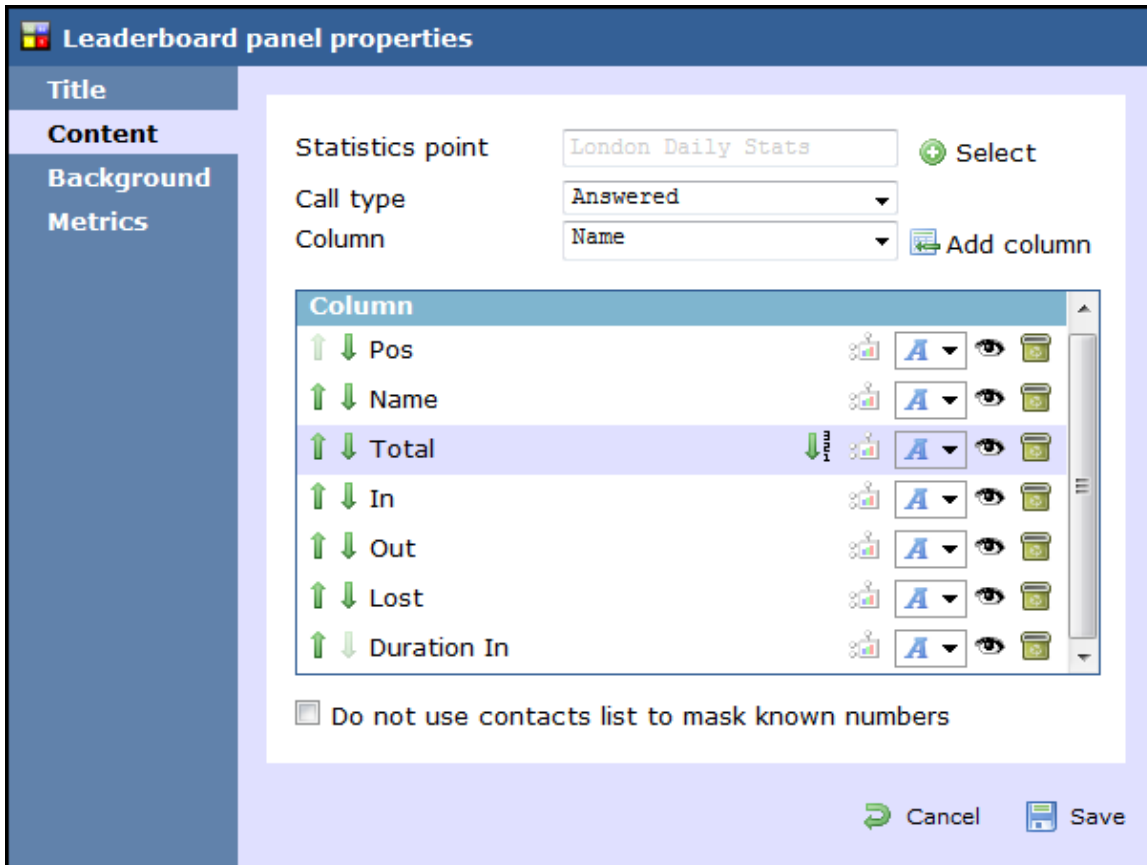 Leaderboard panel properties
Title
Content
Background
Metrics
Statistics point London Daily Stats Select
Call type Answered
Column Name Add column
Column
Pos
Name
Total
In
Out
Lost
Duration In
Do not use contacts list to mask known numbers
Cancel Save